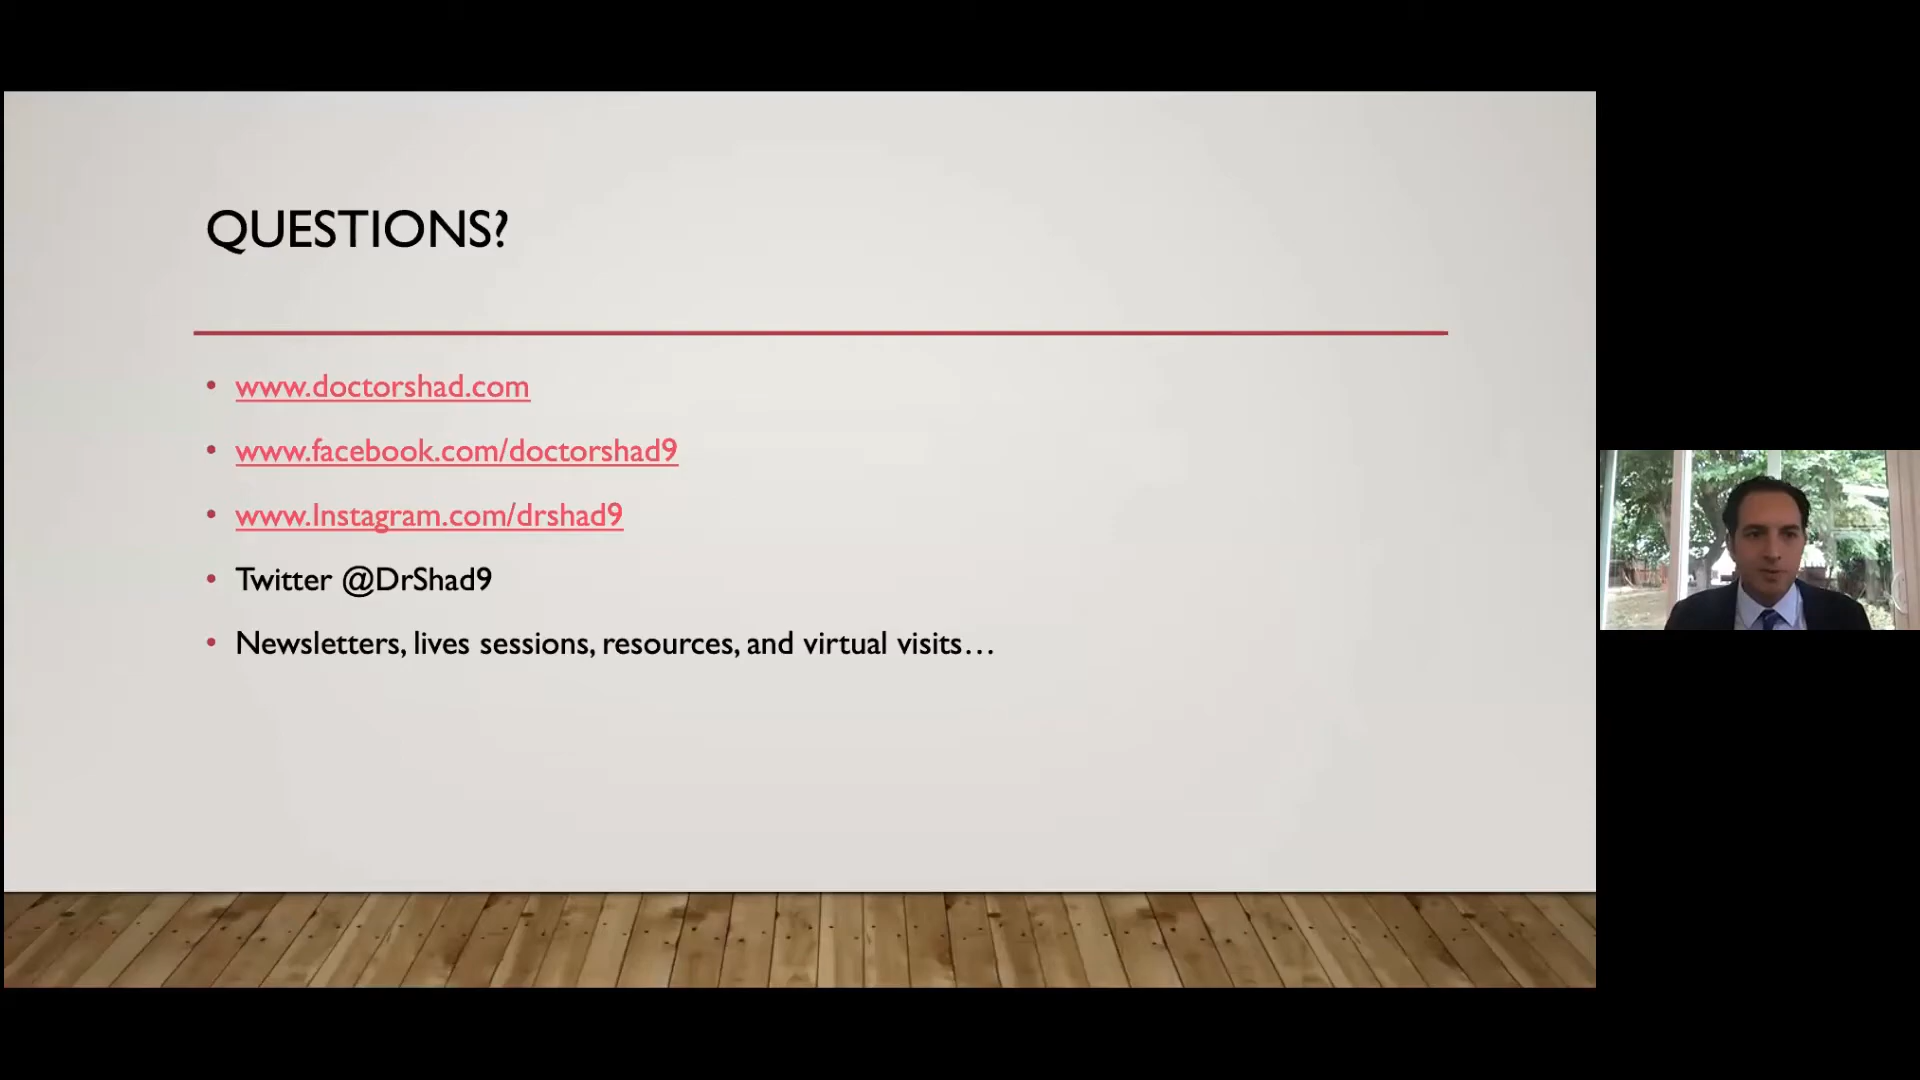 QUESTIONS?
• www.doctorshad.com
• www.facebook.com/doctorshad9
• www.Instagram.com/drshad9
• Twitter @DrShad9
• Newsletters, lives sessions, resources, and virtual visits…